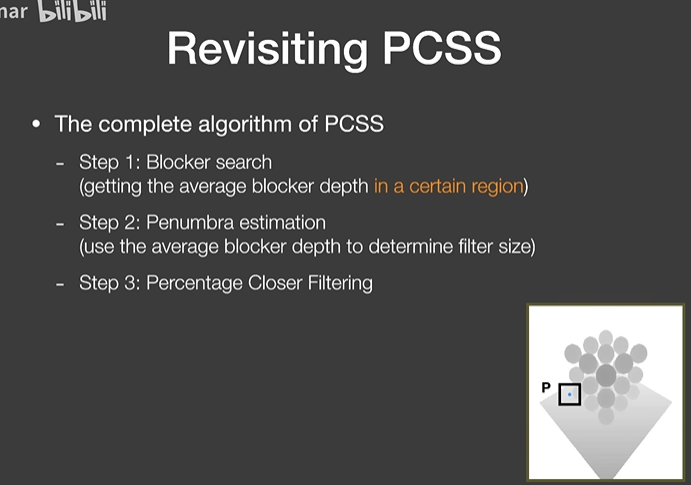 nar bilibili
Revisiting PCSS
• The complete algorithm of PCSS
- Step 1: Blocker search
(getting the average blocker depth in a certain region)
- Step 2: Penumbra estimation
(use the average blocker depth to determine filter size)
- Step 3: Percentage Closer Filtering
P